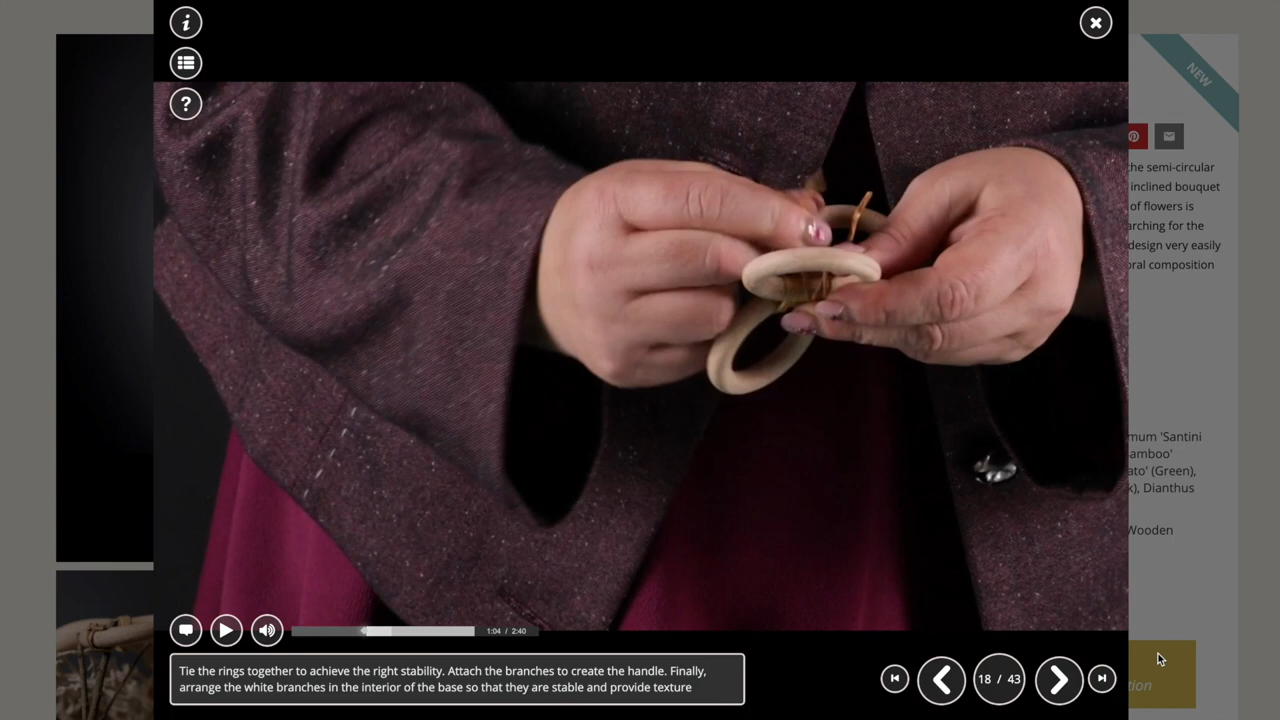 i
?
NEW
the semi-circular
inclined bouquet
of flowers is
arching for the
design very easily
oral composition
mum 'Santini
amboo'
ato' (Green),
k), Dianthus
Wooden
tion
1:04 / 2:40
Tie the rings together to achieve the right stability. Attach the branches to create the handle. Finally,
arrange the white branches in the interior of the base so that they are stable and provide texture
18 / 43